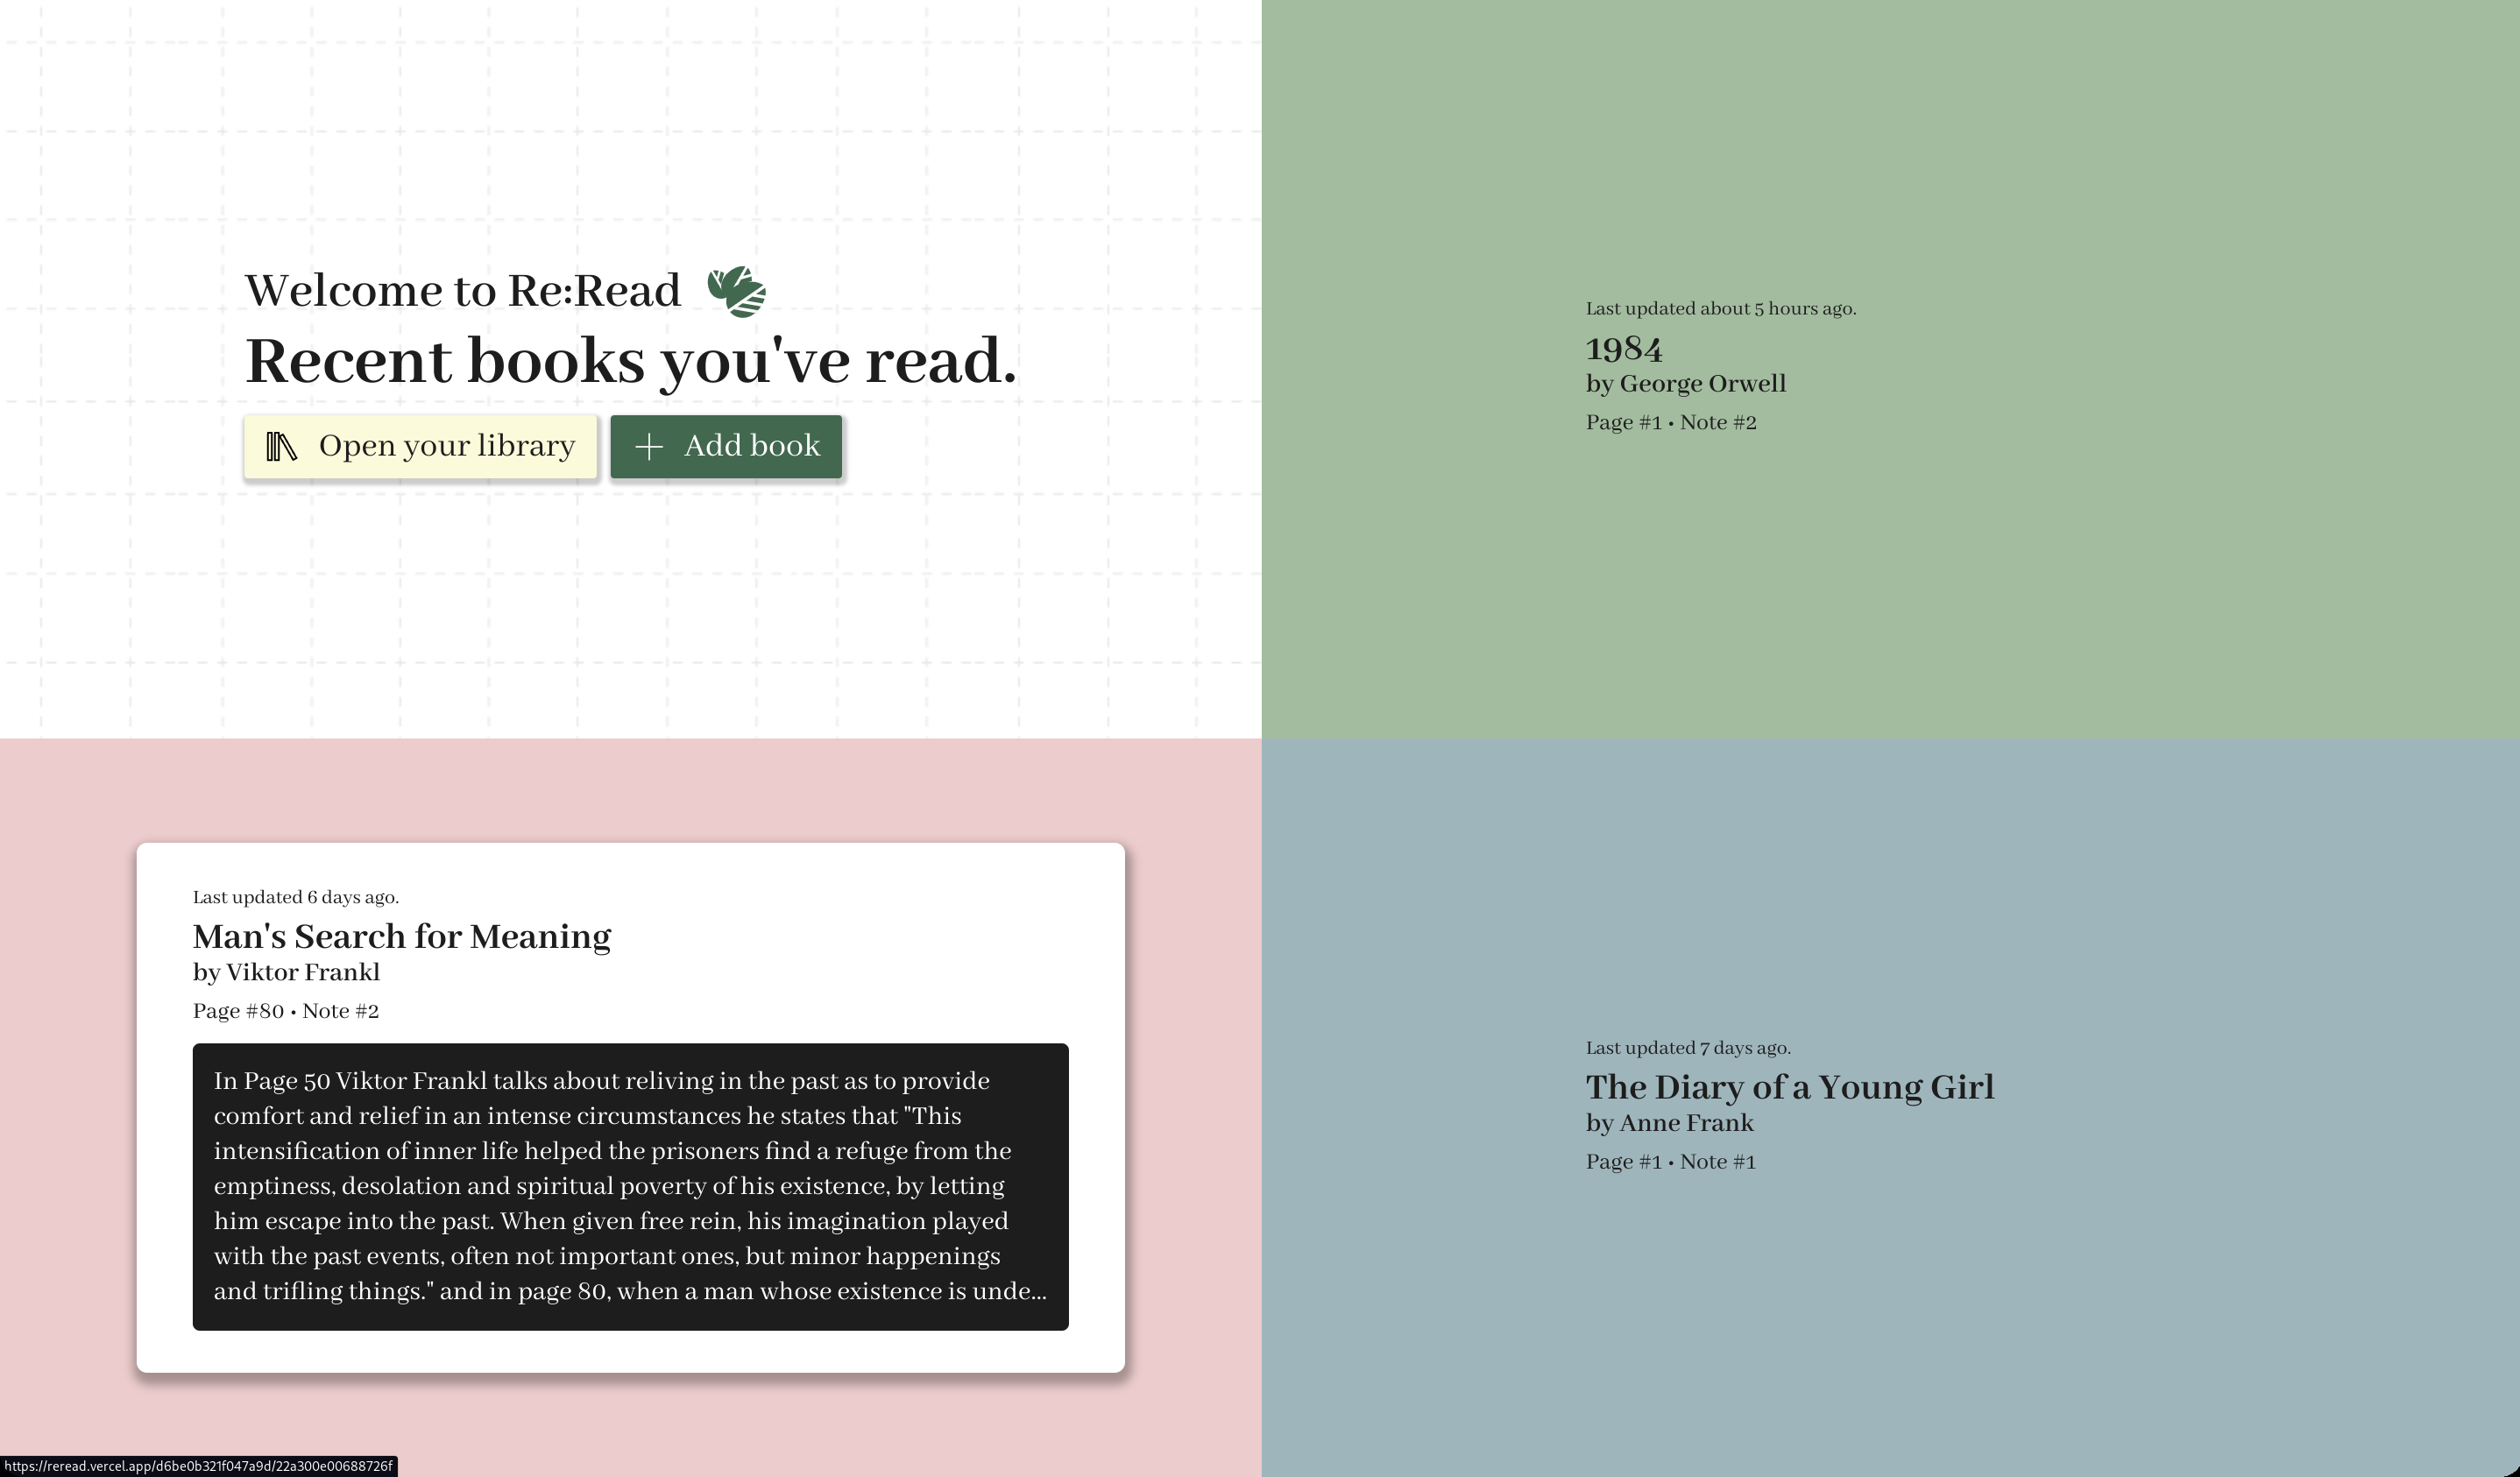 Welcome to Re:Read
Recent books you've read.
Open your library
Add book
Last updated about 5 hours ago.
1984
by George Orwell
Page #1 • Note #2
Last updated 6 days ago.
Man's Search for Meaning
by Viktor Frankl
Page #80 • Note #2
In Page 50 Viktor Frankl talks about reliving in the past as to provide
comfort and relief in an intense circumstances he states that "This
intensification of inner life helped the prisoners find a refuge from the
emptiness, desolation and spiritual poverty of his existence, by letting
him escape into the past. When given free rein, his imagination played
with the past events, often not important ones, but minor happenings
and trifling things." and in page 80, when a man whose existence is unde...
Last updated 7 days ago.
The Diary of a Young Girl
by Anne Frank
Page #1 • Note #1
https://reread.vercel.app/d6be0b321f047a9d/22a300e00688726f